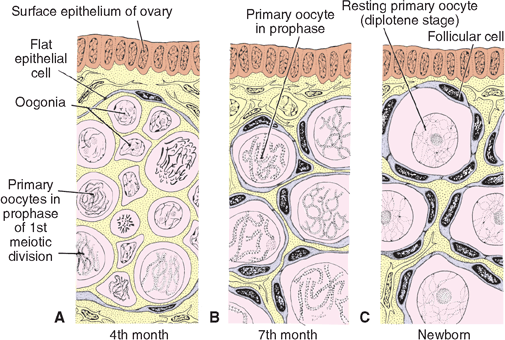 Surface epithelium of ovary
Flat
epithelial
cell
Oogonia
Primary
oocytes in
prophase
of 1st
meiotic
division
Primary oocyte
in prophase
Resting primary oocyte
(diplotene stage)
Follicular cell
A
4th month
B
7th month
C
Newborn